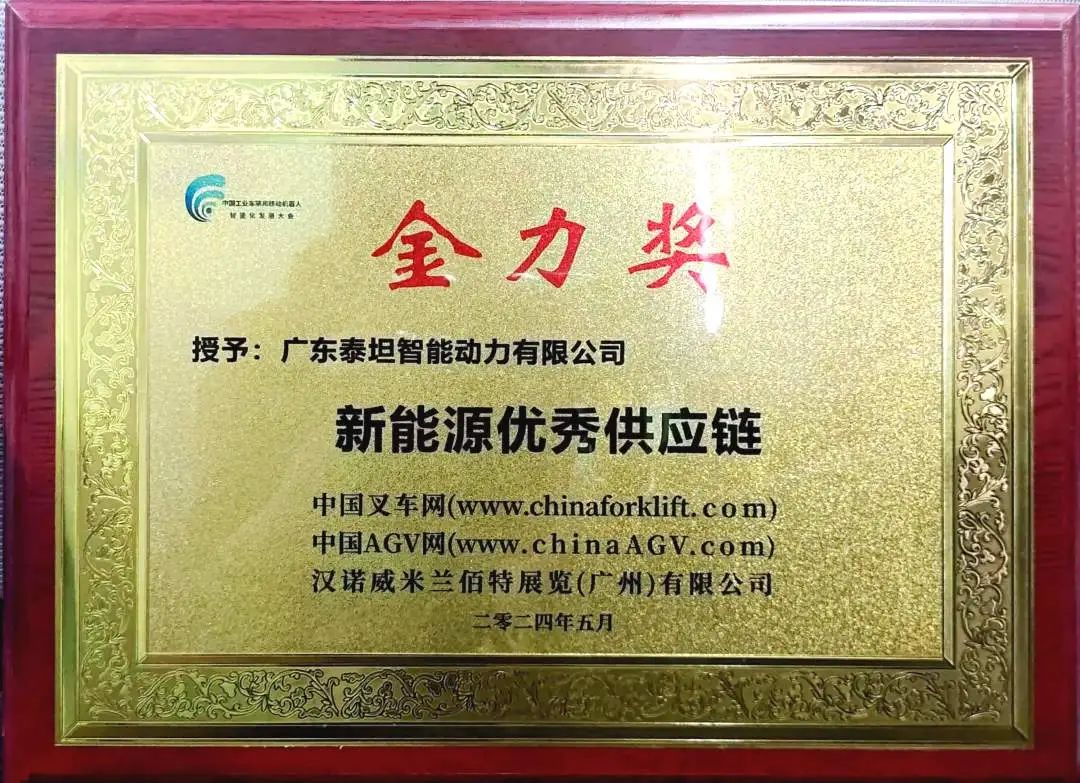 中国工业车辆和移动机器人
智能化发展大会
金力奖
授予：广东泰坦智能动力有限公司
新能源优秀供应链
中国叉车网(www.chinaforklift.com)
中国AGV网(www.chinaAGV.com)
汉诺威米兰佰特展览(广州)有限公司
二零二四年五月